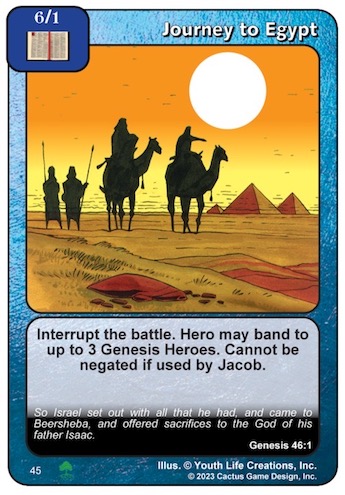 6/1
Journey to Egypt
Interrupt the battle. Hero may band to
up to 3 Genesis Heroes. Cannot be
negated if used by Jacob.
So Israel set out with all that he had, and came to
Beersheba, and offered sacrifices to the God of his
father Isaac.
Genesis 46:1
45
Illus. © Youth Life Creations, Inc.
© 2023 Cactus Game Design, Inc.